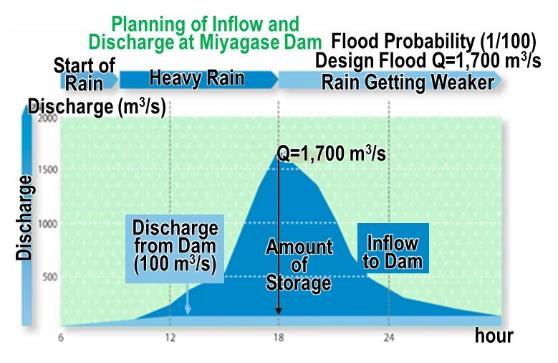 Planning of Inflow and
Discharge at Miyagase Dam
Flood Probability (1/100)
Design Flood Q=1,700 m³/s
Start of
Rain
Heavy Rain
Rain Getting Weaker
Discharge (m³/s)
2000
Q=1,700 m³/s
1500
Discharge
1000
Discharge
from Dam
(100 m³/s)
Amount
of
Storage
Inflow
to Dam
500
6
12
18
24
hour